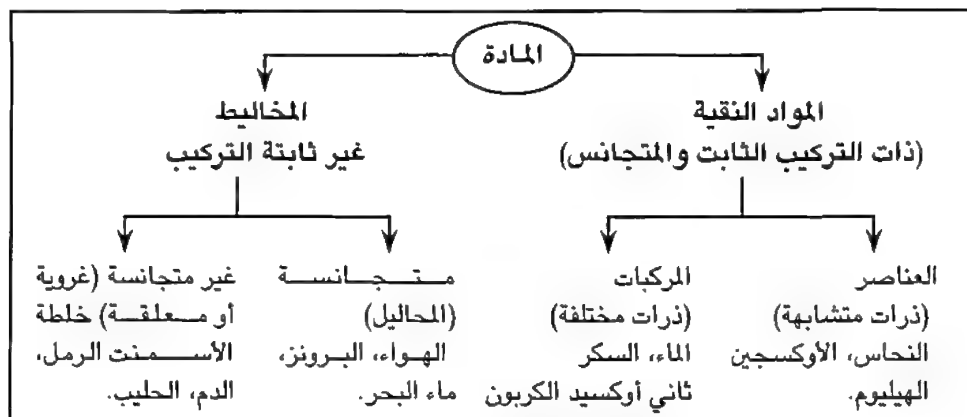 المادة
المواد النقية
(ذات التركيب الثابت والمتجانس)
المخاليط
غير ثابتة التركيب
العناصر
(ذرات متشابهة)
النحاس، الأوكسجين
الهيليوم.
المركبات
(ذرات مختلفة)
الماء، السكر
ثاني أوكسيد الكربون
متجانسة
(المحاليل)
الهواء، البرونز،
ماء البحر.
غير متجانسة (غروية
أو معلقة) خلطة
الأسمنت الرمل،
الدم، الحليب.